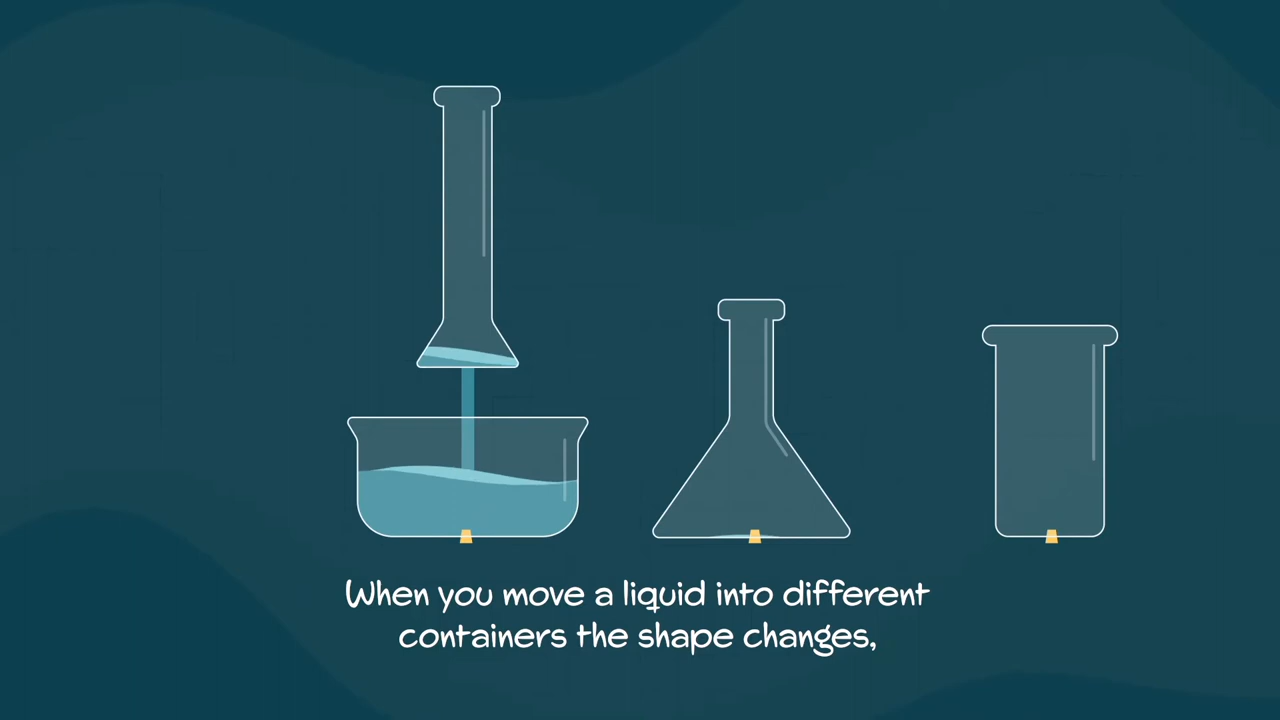 When you move a liquid into different
containers the shape changes,